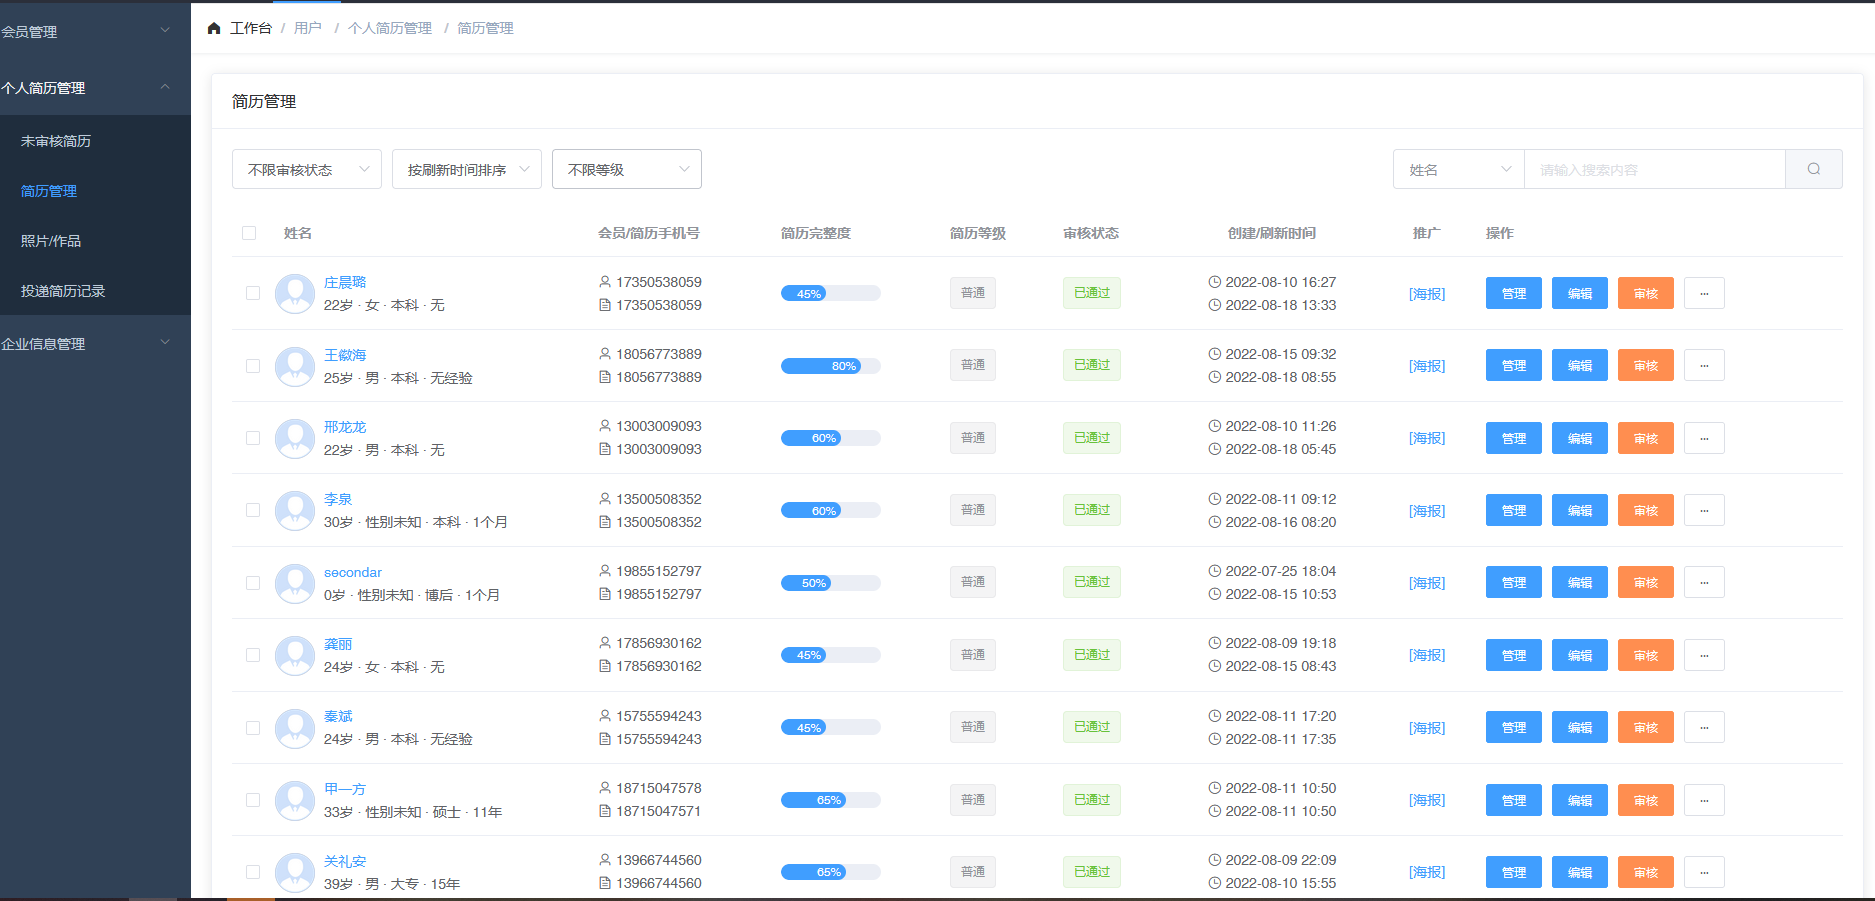 会员管理
个人简历管理
未审核简历
简历管理
照片/作品
投递简历记录
企业信息管理
工作台 / 用户 / 个人简历管理 / 简历管理
简历管理
不限审核状态 按刷新时间排序 不限等级 姓名 请输入搜索内容
姓名 会员/简历手机号 简历完整度 简历等级 审核状态 创建/刷新时间 推广 操作
庄晨璐 17350538059 2022-08-10 16:27
45% 普通 已通过 [海报] 管理 编辑 审核 ...
22岁 · 女 · 本科 · 无 17350538059 2022-08-18 13:33
王徽海 18056773889 2022-08-15 09:32
80% 普通 已通过 [海报] 管理 编辑 审核 ...
25岁 · 男 · 本科 · 无经验 18056773889 2022-08-18 08:55
邢龙龙 13003009093 2022-08-10 11:26
60% 普通 已通过 [海报] 管理 编辑 审核 ...
22岁 · 男 · 本科 · 无 13003009093 2022-08-18 05:45
李泉 13500508352 2022-08-11 09:12
60% 普通 已通过 [海报] 管理 编辑 审核 ...
30岁 · 性别未知 · 本科 · 1个月 13500508352 2022-08-16 08:20
secondar 19855152797 2022-07-25 18:04
50% 普通 已通过 [海报] 管理 编辑 审核 ...
0岁 · 性别未知 · 博后 · 1个月 19855152797 2022-08-15 10:53
龚丽 17856930162 2022-08-09 19:18
45% 普通 已通过 [海报] 管理 编辑 审核 ...
24岁 · 女 · 本科 · 无 17856930162 2022-08-15 08:43
秦斌 15755594243 2022-08-11 17:20
45% 普通 已通过 [海报] 管理 编辑 审核 ...
24岁 · 男 · 本科 · 无经验 15755594243 2022-08-11 17:35
甲一方 18715047578 2022-08-11 10:50
65% 普通 已通过 [海报] 管理 编辑 审核 ...
33岁 · 性别未知 · 硕士 · 11年 18715047571 2022-08-11 10:50
关礼安 13966744560 2022-08-09 22:09
65% 普通 已通过 [海报] 管理 编辑 审核 ...
39岁 · 男 · 大专 · 15年 13966744560 2022-08-10 15:55